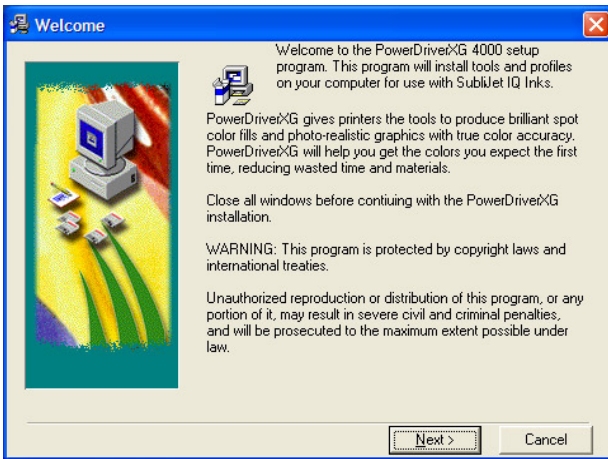 Welcome
Welcome to the PowerDriverXG 4000 setup
program. This program will install tools and profiles
on your computer for use with SubliJet IQ Inks.
PowerDriverXG gives printers the tools to produce brilliant spot
color fills and photo-realistic graphics with true color accuracy.
PowerDriverXG will help you get the colors you expect the first
time, reducing wasted time and materials.
Close all windows before contiuing with the PowerDriverXG
installation.
WARNING: This program is protected by copyright laws and
international treaties.
Unauthorized reproduction or distribution of this program, or any
portion of it, may result in severe civil and criminal penalties,
and will be prosecuted to the maximum extent possible under
law.
Next >
Cancel